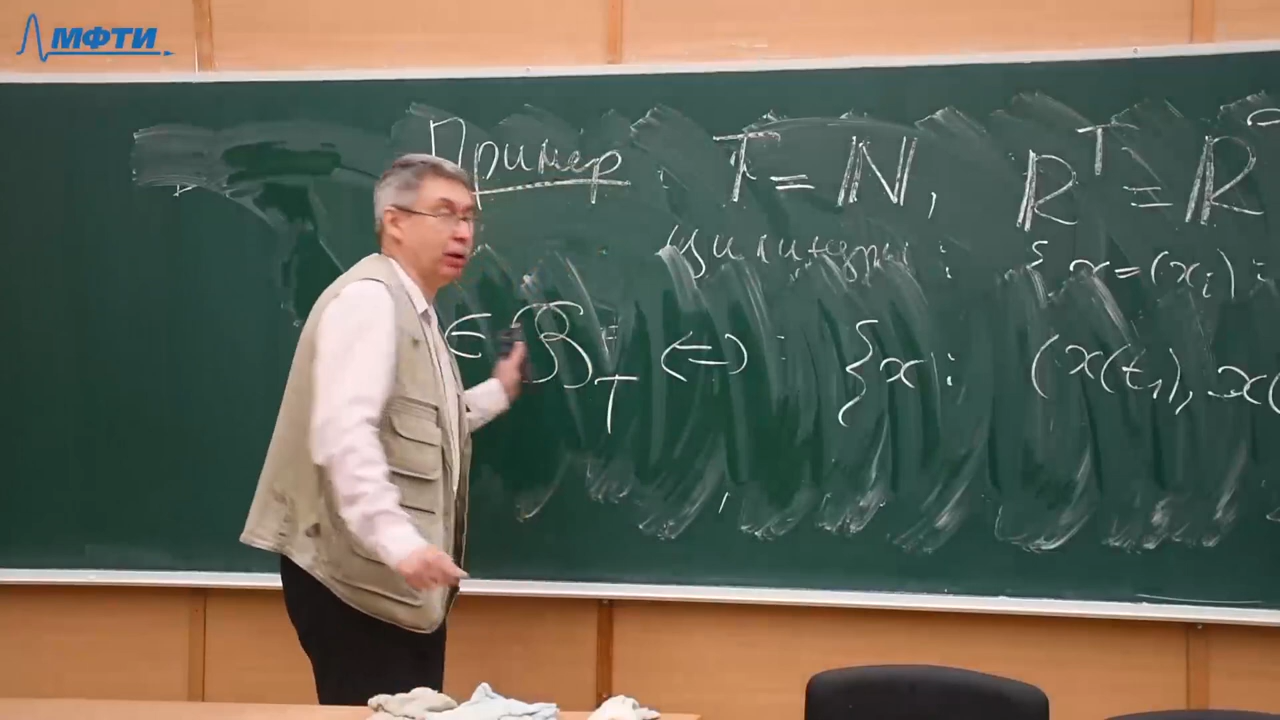 МФТИ
Пример. T = N, R^T = R
Цилиндры: { x = (x_i) :
∈ B_T (=) : {x : (x(t_1), x(